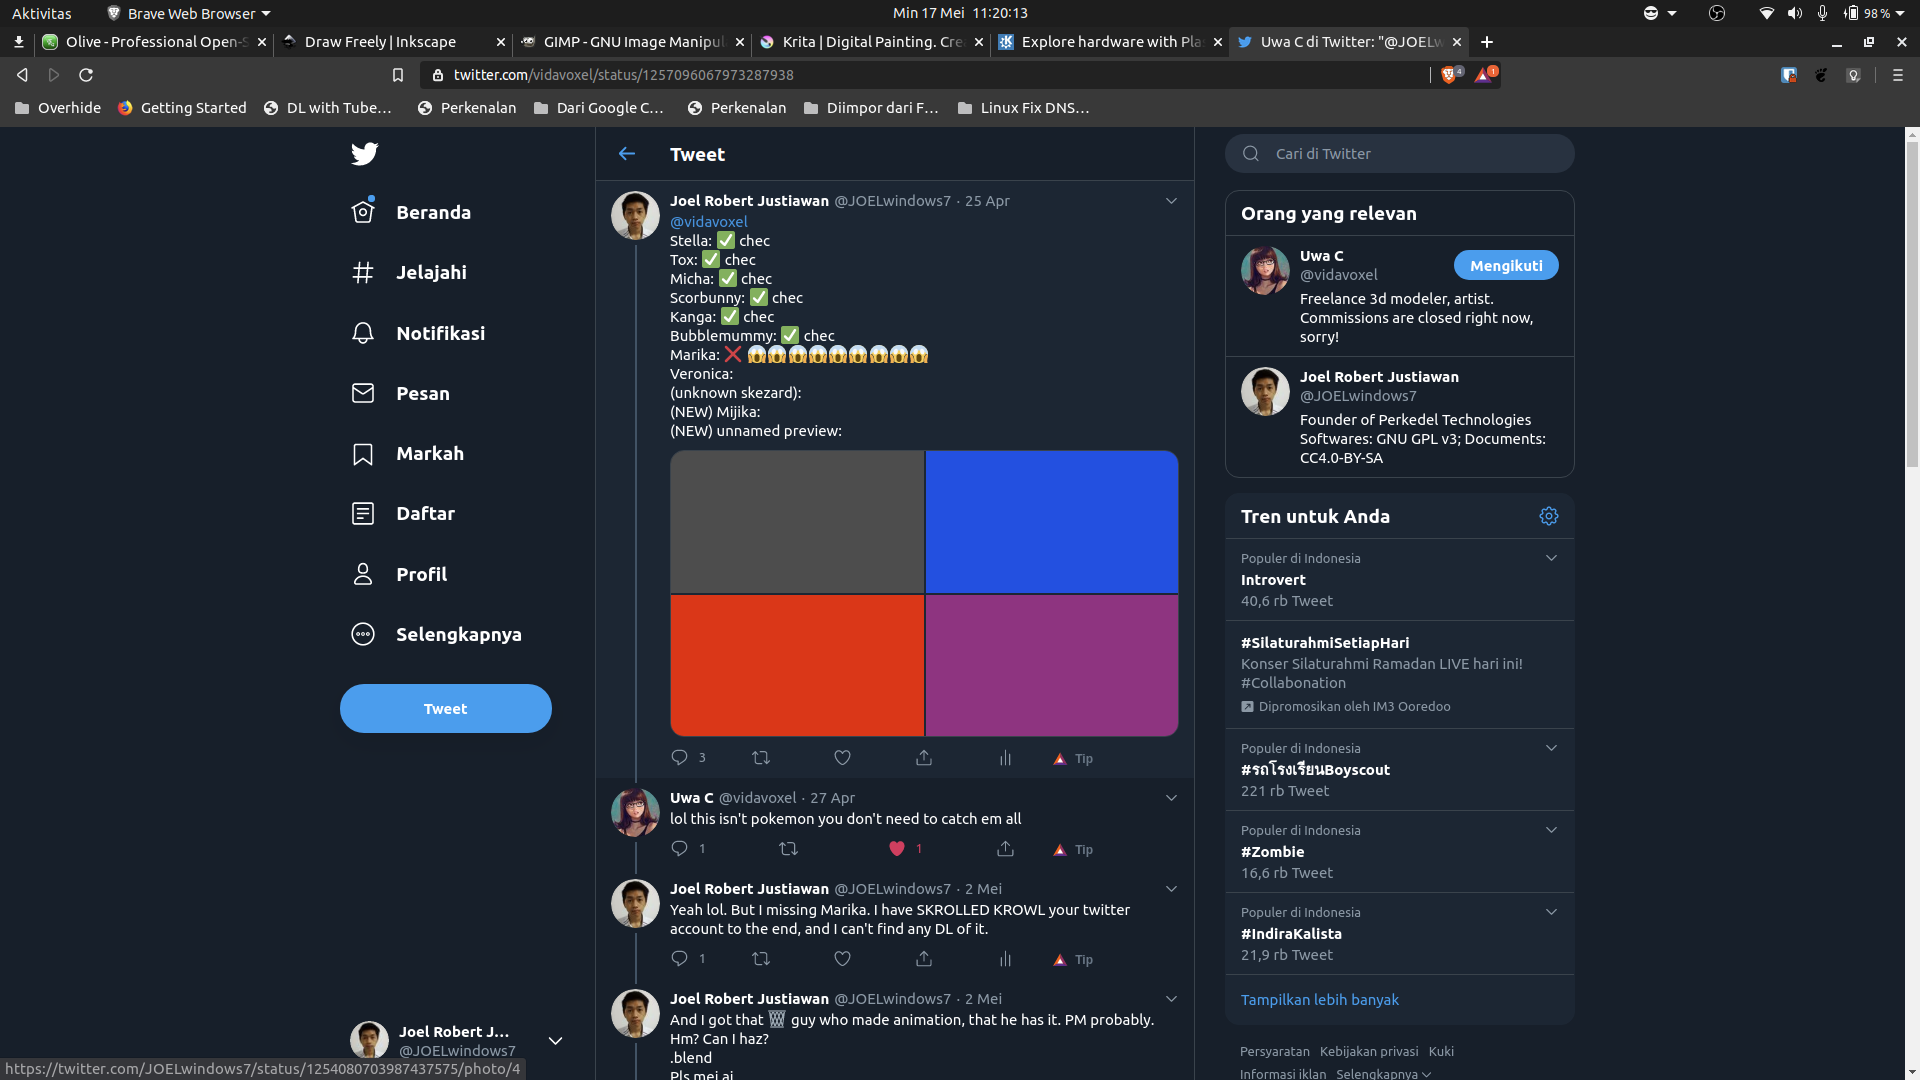 Aktivitas
Brave Web Browser
Min 17 Mei 11:20:13
98 %
Olive - Professional Open-S
Draw Freely | Inkscape
GIMP - GNU Image Manipul
Krita | Digital Painting. Cre
Explore hardware with Pla
Uwa C di Twitter: "@JOELw
twitter.com/vidavoxel/status/1257096067973287938
4
1
Overhide
Getting Started
DL with Tube…
Perkenalan
Dari Google C…
Perkenalan
Diimpor dari F…
Linux Fix DNS…
Beranda
Jelajahi
Notifikasi
Pesan
Markah
Daftar
Profil
Selengkapnya
Tweet
Joel Robert J…
@JOELwindows7
https://twitter.com/JOELwindows7/status/1254080703987437575/photo/4
Tweet
Joel Robert Justiawan @JOELwindows7 · 25 Apr
@vidavoxel
Stella: ✅ chec
Tox: ✅ chec
Micha: ✅ chec
Scorbunny: ✅ chec
Kanga: ✅ chec
Bubblemummy: ✅ chec
Marika: ❌ 😱😱😱😱😱😱😱😱😱
Veronica:
(unknown skezard):
(NEW) Mijika:
(NEW) unnamed preview:
3
Tip
Uwa C @vidavoxel · 27 Apr
lol this isn't pokemon you don't need to catch em all
1
1
Tip
Joel Robert Justiawan @JOELwindows7 · 2 Mei
Yeah lol. But I missing Marika. I have SKROLLED KROWL your twitter
account to the end, and I can't find any DL of it.
1
Tip
Joel Robert Justiawan @JOELwindows7 · 2 Mei
And I got that 🗑 guy who made animation, that he has it. PM probably.
Hm? Can I haz?
.blend
Pls mej aj
Cari di Twitter
Orang yang relevan
Uwa C
@vidavoxel
Mengikuti
Freelance 3d modeler, artist.
Commissions are closed right now,
sorry!
Joel Robert Justiawan
@JOELwindows7
Founder of Perkedel Technologies
Softwares: GNU GPL v3; Documents:
CC4.0-BY-SA
Tren untuk Anda
Populer di Indonesia
Introvert
40,6 rb Tweet
#SilaturahmiSetiapHari
Konser Silaturahmi Ramadan LIVE hari ini!
#Collabonation
Dipromosikan oleh IM3 Ooredoo
Populer di Indonesia
#รถโรงเรียนBoyscout
221 rb Tweet
Populer di Indonesia
#Zombie
16,6 rb Tweet
Populer di Indonesia
#IndiraKalista
21,9 rb Tweet
Tampilkan lebih banyak
Persyaratan Kebijakan privasi Kuki
Informasi iklan Selengkapnya